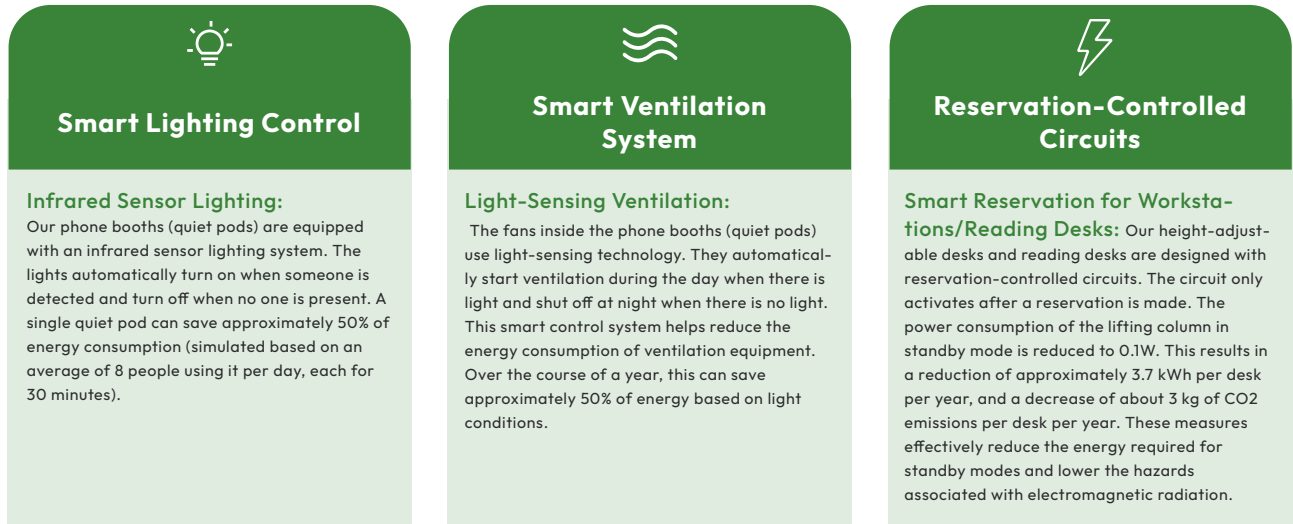 Smart Lighting Control
Infrared Sensor Lighting:
Our phone booths (quiet pods) are equipped
with an infrared sensor lighting system. The
lights automatically turn on when someone is
detected and turn off when no one is present. A
single quiet pod can save approximately 50% of
energy consumption (simulated based on an
average of 8 people using it per day, each for
30 minutes).
Smart Ventilation
System
Light-Sensing Ventilation:
The fans inside the phone booths (quiet pods)
use light-sensing technology. They automatical-
ly start ventilation during the day when there is
light and shut off at night when there is no light.
This smart control system helps reduce the
energy consumption of ventilation equipment.
Over the course of a year, this can save
approximately 50% of energy based on light
conditions.
Reservation-Controlled
Circuits
Smart Reservation for Worksta-
tions/Reading Desks: Our height-adjust-
able desks and reading desks are designed with
reservation-controlled circuits. The circuit only
activates after a reservation is made. The
power consumption of the lifting column in
standby mode is reduced to 0.1W. This results in
a reduction of approximately 3.7 kWh per desk
per year, and a decrease of about 3 kg of CO2
emissions per desk per year. These measures
effectively reduce the energy required for
standby modes and lower the hazards
associated with electromagnetic radiation.